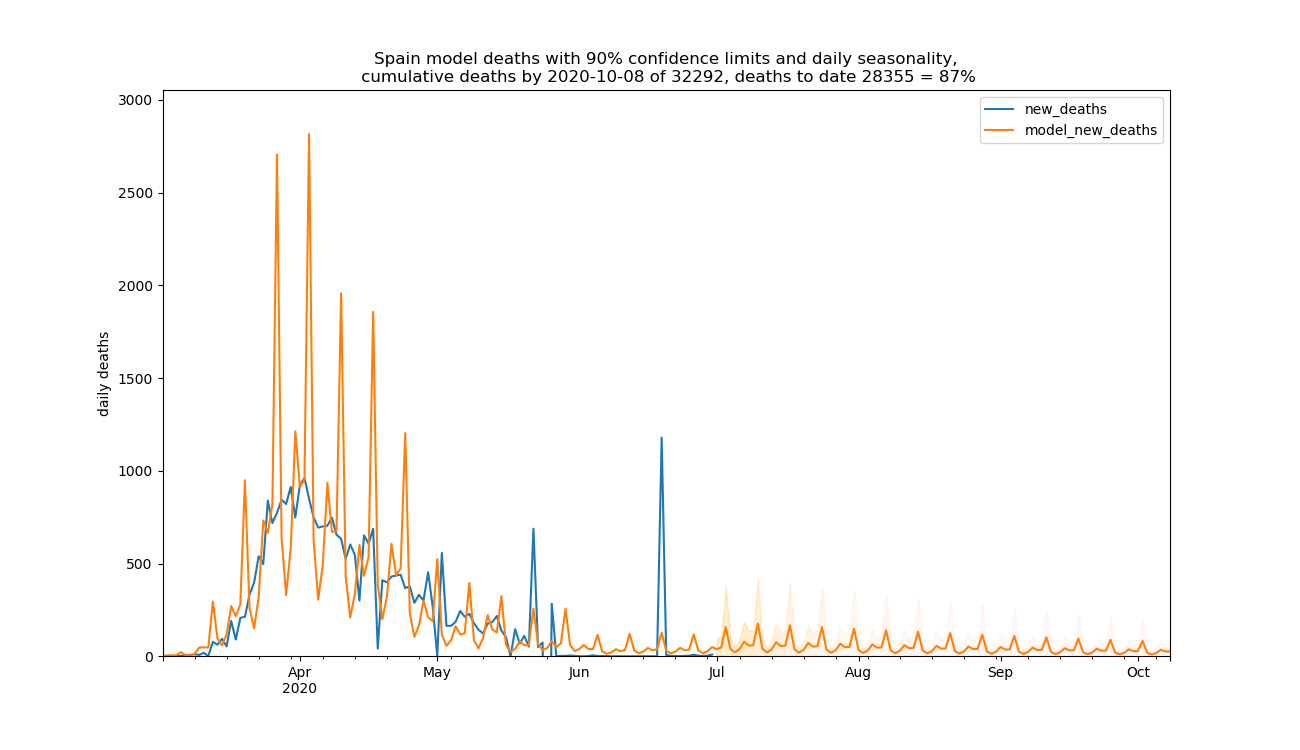 Spain model deaths with 90% confidence limits and daily seasonality,
cumulative deaths by 2020-10-08 of 32292, deaths to date 28355 = 87%
new_deaths
model_new_deaths
daily deaths
3000
2500
2000
1500
1000
500
0
Apr
2020
May
Jun
Jul
Aug
Sep
Oct